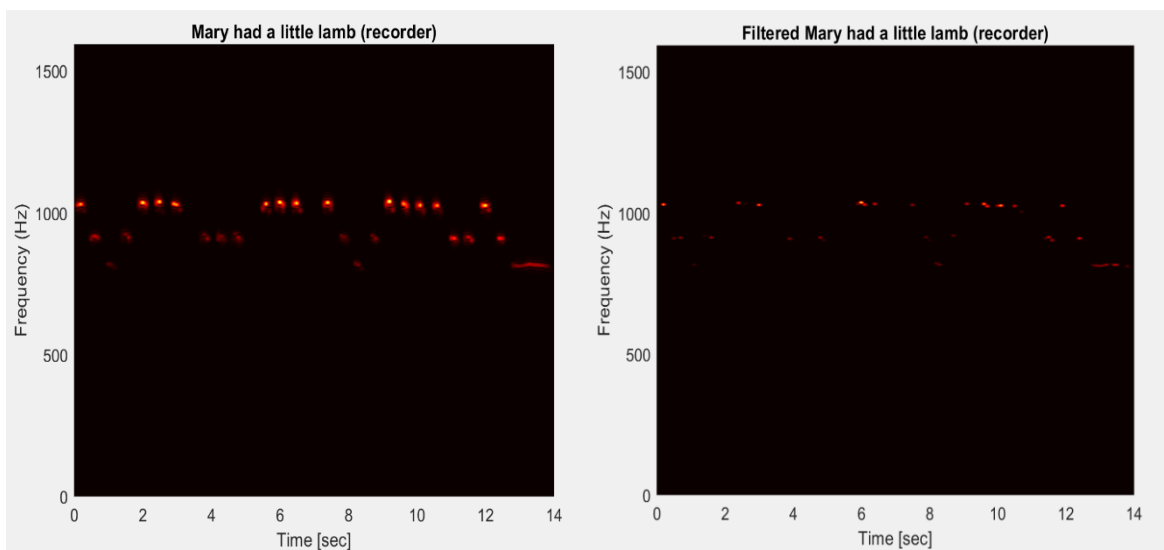 Mary had a little lamb (recorder)
1500
1000
500
0
Frequency (Hz)
0 2 4 6 8 10 12 14
Time [sec]
Filtered Mary had a little lamb (recorder)
1500
1000
500
0
Frequency (Hz)
0 2 4 6 8 10 12 14
Time [sec]